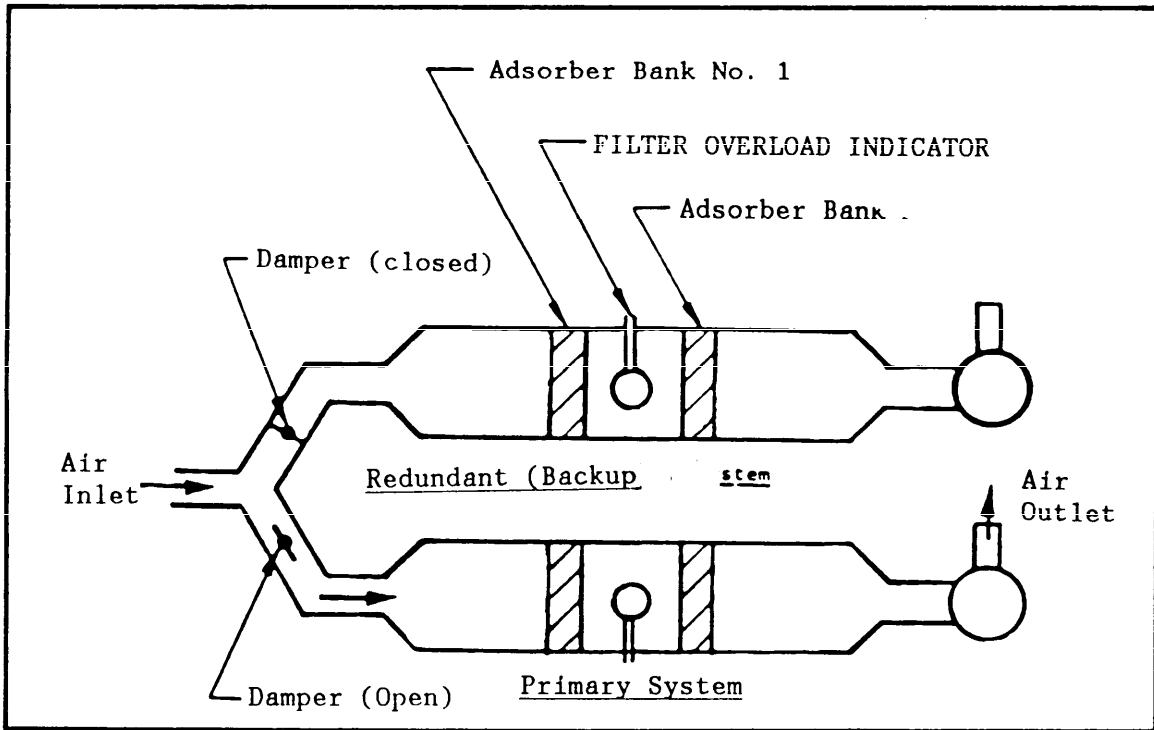 Adsorber Bank No. 1
FILTER OVERLOAD INDICATOR
Adsorber Bank
Damper (closed)
Air
Inlet
Redundant (Backup stem
Air
Outlet
Damper (Open)
Primary System